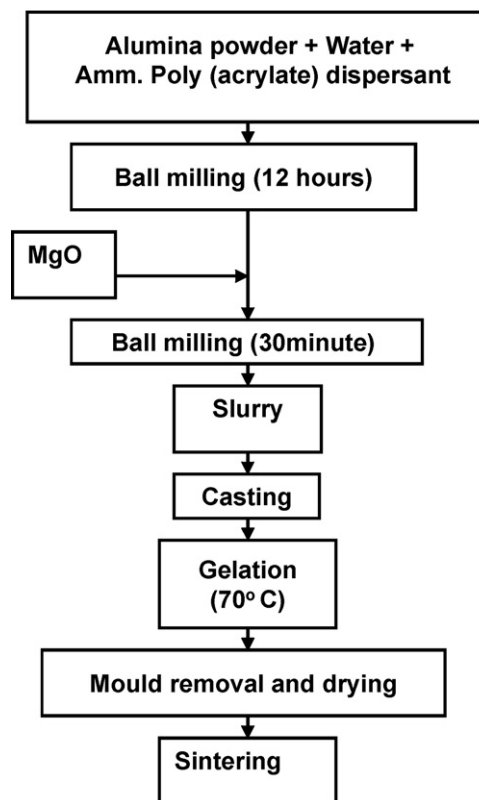 Alumina powder + Water +
Amm. Poly (acrylate) dispersant
Ball milling (12 hours)
MgO
Ball milling (30minute)
Slurry
Casting
Gelation
(70º C)
Mould removal and drying
Sintering